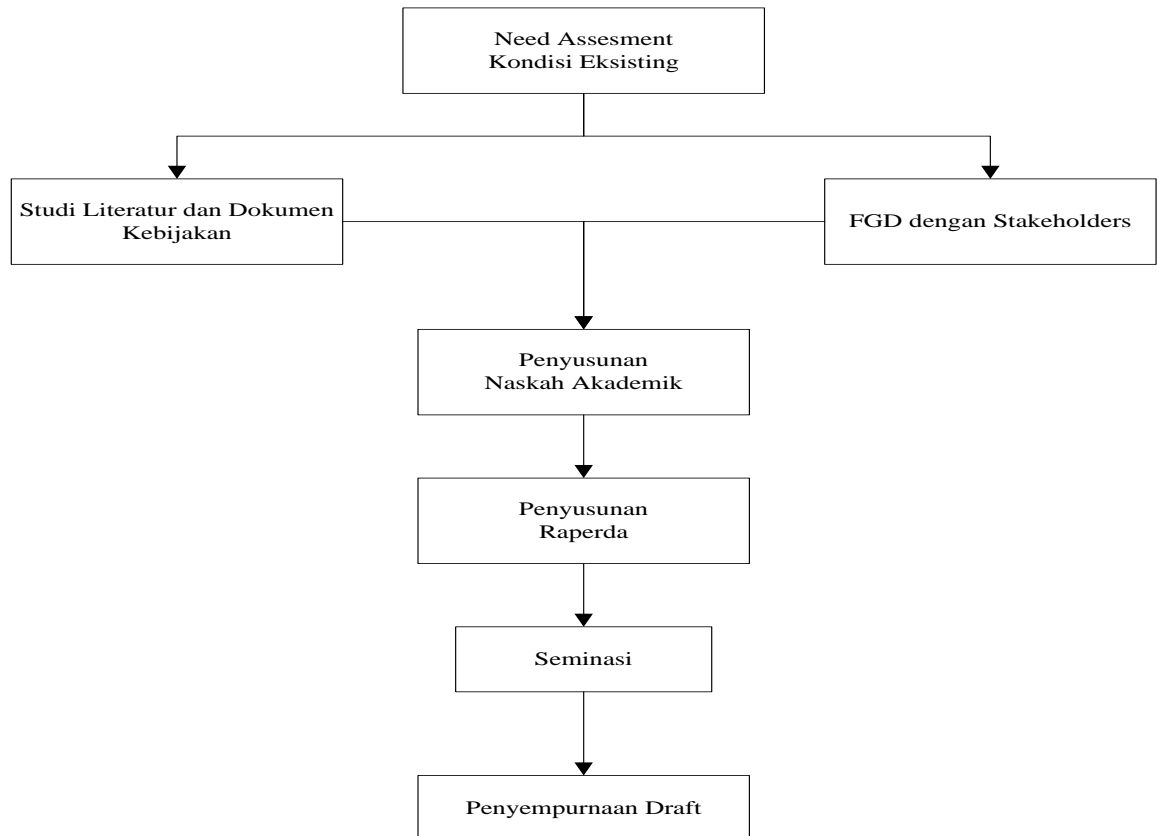 Need Assesment
Kondisi Eksisting
Studi Literatur dan Dokumen
Kebijakan
FGD dengan Stakeholders
Penyusunan
Naskah Akademik
Penyusunan
Raperda
Seminasi
Penyempurnaan Draft